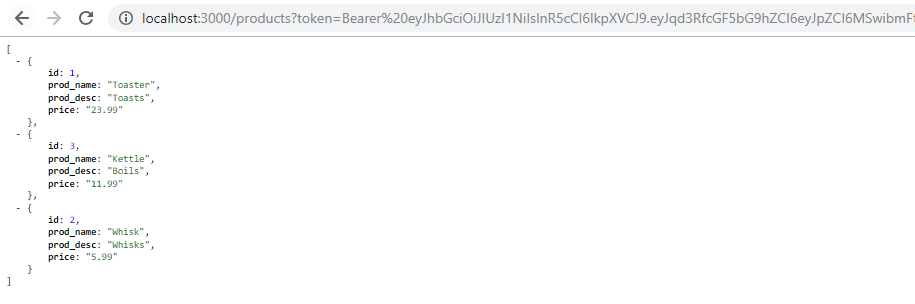 localhost:3000/products?token=Bearer%20eyJhbGciOiJIUzI1NiIsInR5cCI6IkpXVCJ9.eyJqd3RfcGF5bG9hZCI6eyJpZCI6MSwibmFt
[
- {
id: 1,
prod_name: "Toaster",
prod_desc: "Toasts",
price: "23.99"
},
- {
id: 3,
prod_name: "Kettle",
prod_desc: "Boils",
price: "11.99"
},
- {
id: 2,
prod_name: "Whisk",
prod_desc: "Whisks",
price: "5.99"
}
]